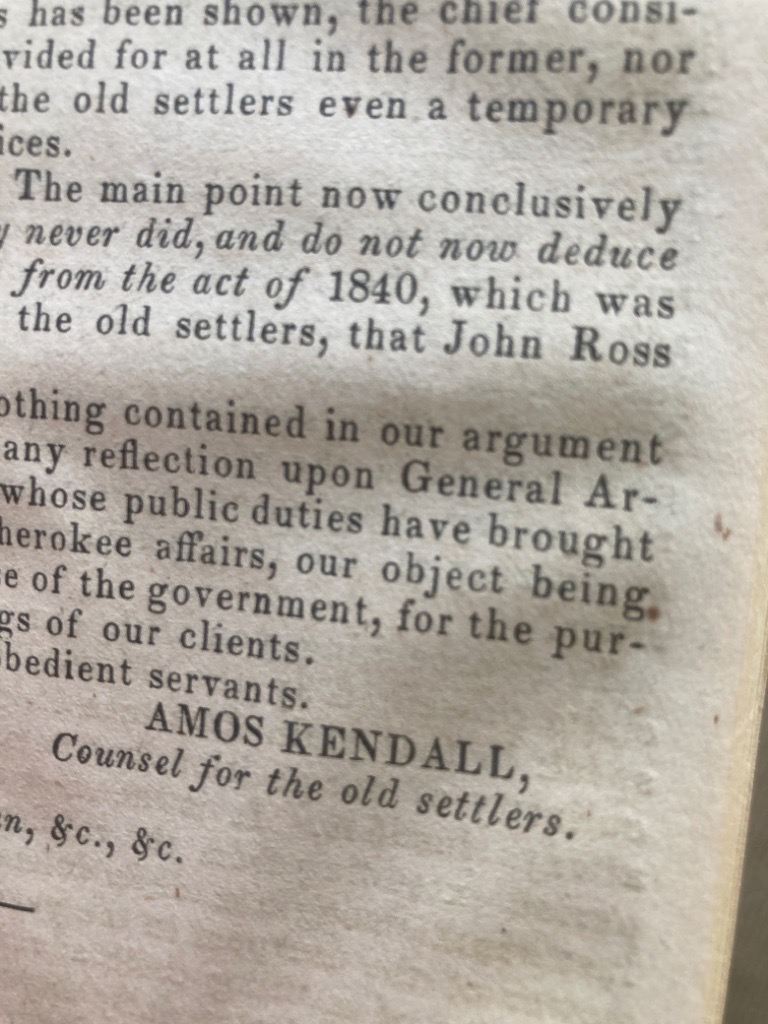 s has been shown, the chief consi-
vided for at all in the former, nor
the old settlers even a temporary
ices.
The main point now conclusively
y never did, and do not now deduce
from the act of 1840, which was
the old settlers, that John Ross
othing contained in our argument
any reflection upon General Ar-
whose public duties have brought
herokee affairs, our object being
e of the government, for the pur-
gs of our clients.
bedient servants.
AMOS KENDALL,
Counsel for the old settlers.
n, &c., &c.